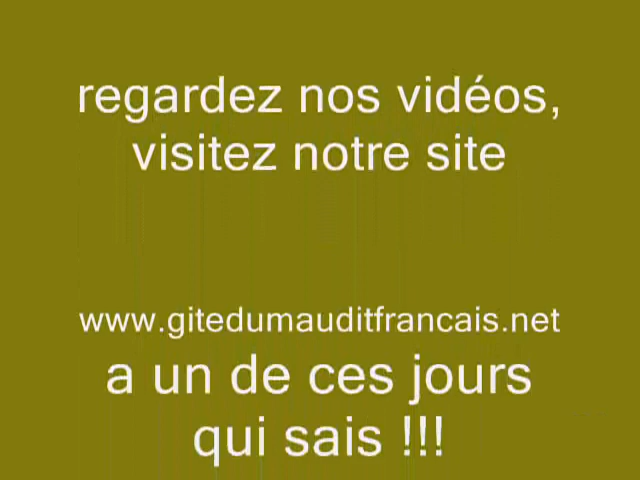 regardez nos vidéos,
visitez notre site
www.gitedumauditfrancais.net
a un de ces jours
qui sais !!!